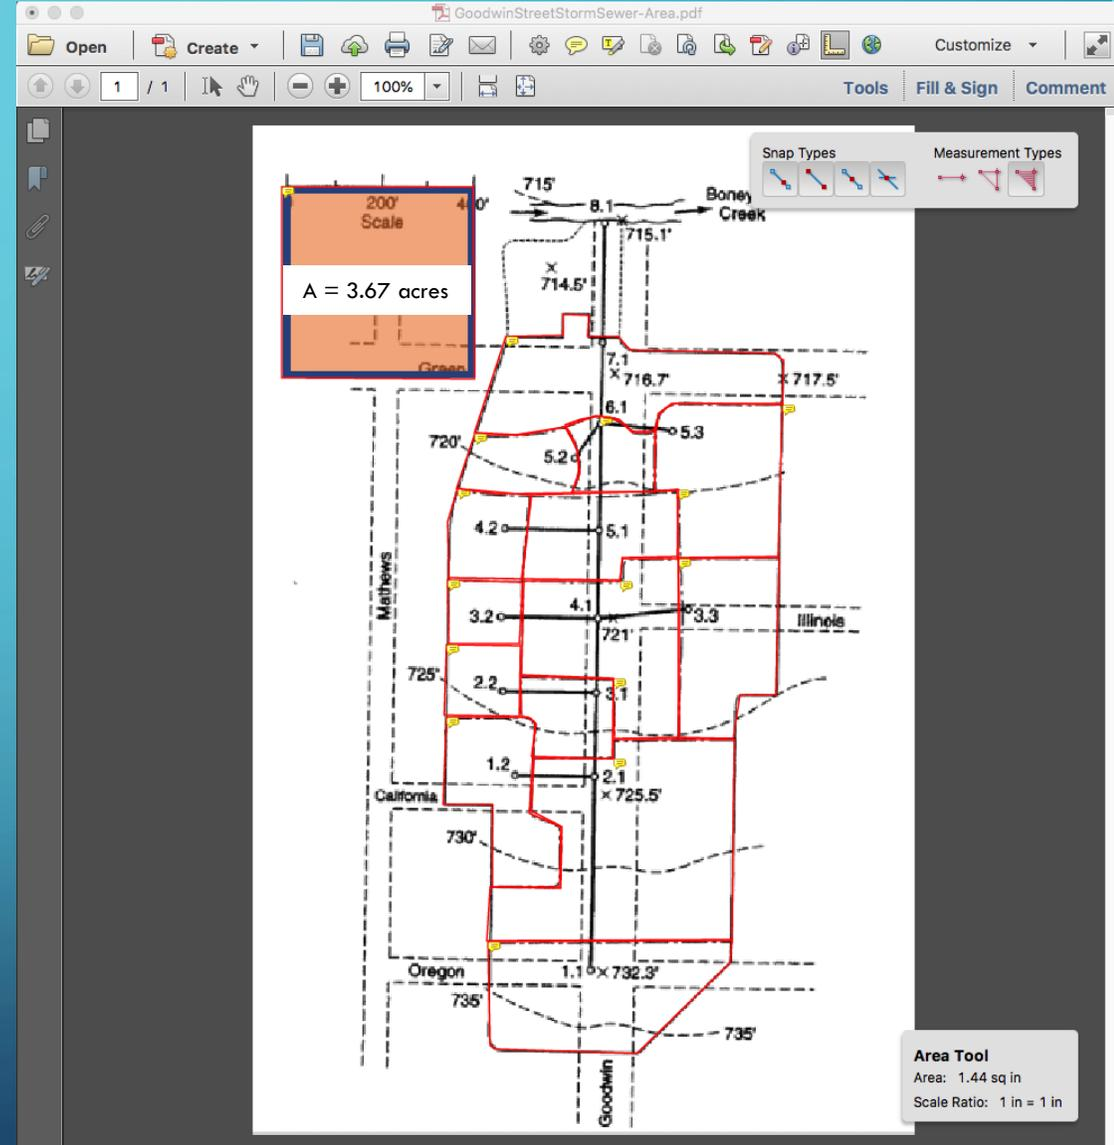 GoodwinStreetStormSewer-Area.pdf
Open
Create
Customize
1 / 1
100%
Tools
Fill & Sign
Comment
Snap Types
Measurement Types
200'
400'
Scale
A = 3.67 acres
Green
715'
8.1
Boney
Creek
715.1'
714.5'
7.1
716.7'
717.5'
6.1
5.3
720'
5.2
4.2
5.1
Mathews
4.1
3.2
3.3
721'
Illinois
725'
2.2
3.1
1.2
2.1
725.5'
California
730'
Oregon
1.1
732.3'
735'
735'
Goodwin
Area Tool
Area: 1.44 sq in
Scale Ratio: 1 in = 1 in